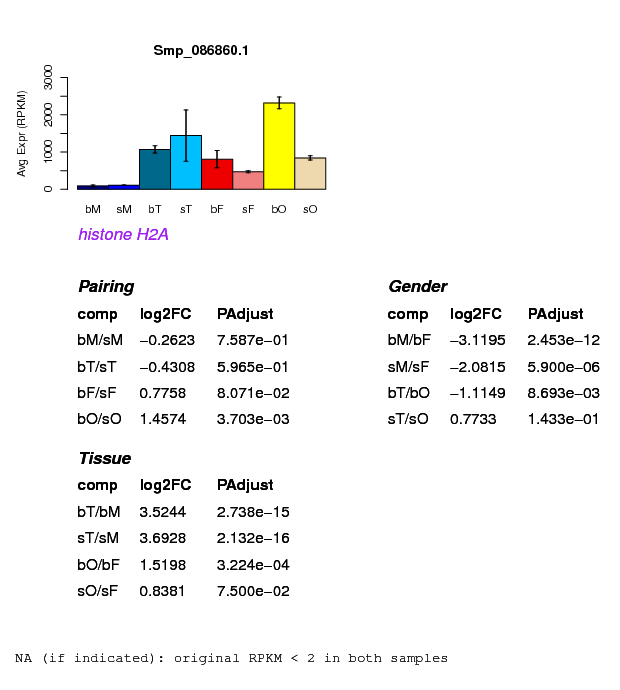 Smp_086860.1
Avg Expr (RPKM)
3000
2000
1000
0
bM sM bT sT bF sF bO sO
histone H2A
Pairing
comp log2FC PAdjust
bM/sM −0.2623 7.587e−01
bT/sT −0.4308 5.965e−01
bF/sF 0.7758 8.071e−02
bO/sO 1.4574 3.703e−03
Gender
comp log2FC PAdjust
bM/bF −3.1195 2.453e−12
sM/sF −2.0815 5.900e−06
bT/bO −1.1149 8.693e−03
sT/sO 0.7733 1.433e−01
Tissue
comp log2FC PAdjust
bT/bM 3.5244 2.738e−15
sT/sM 3.6928 2.132e−16
bO/bF 1.5198 3.224e−04
sO/sF 0.8381 7.500e−02
NA (if indicated): original RPKM < 2 in both samples